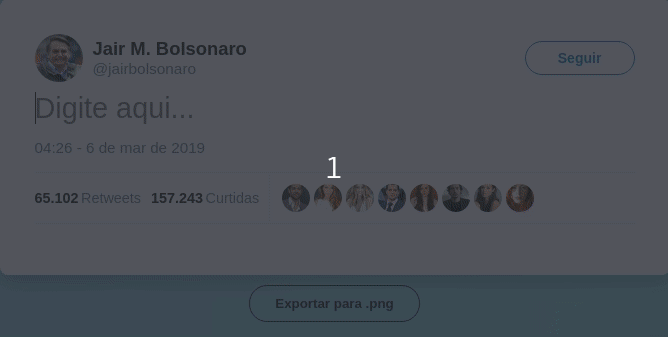 Jair M. Bolsonaro
@jairbolsonaro
Seguir
Digite aqui...
04:26 - 6 de mar de 2019
1
65.102 Retweets 157.243 Curtidas
Exportar para .png